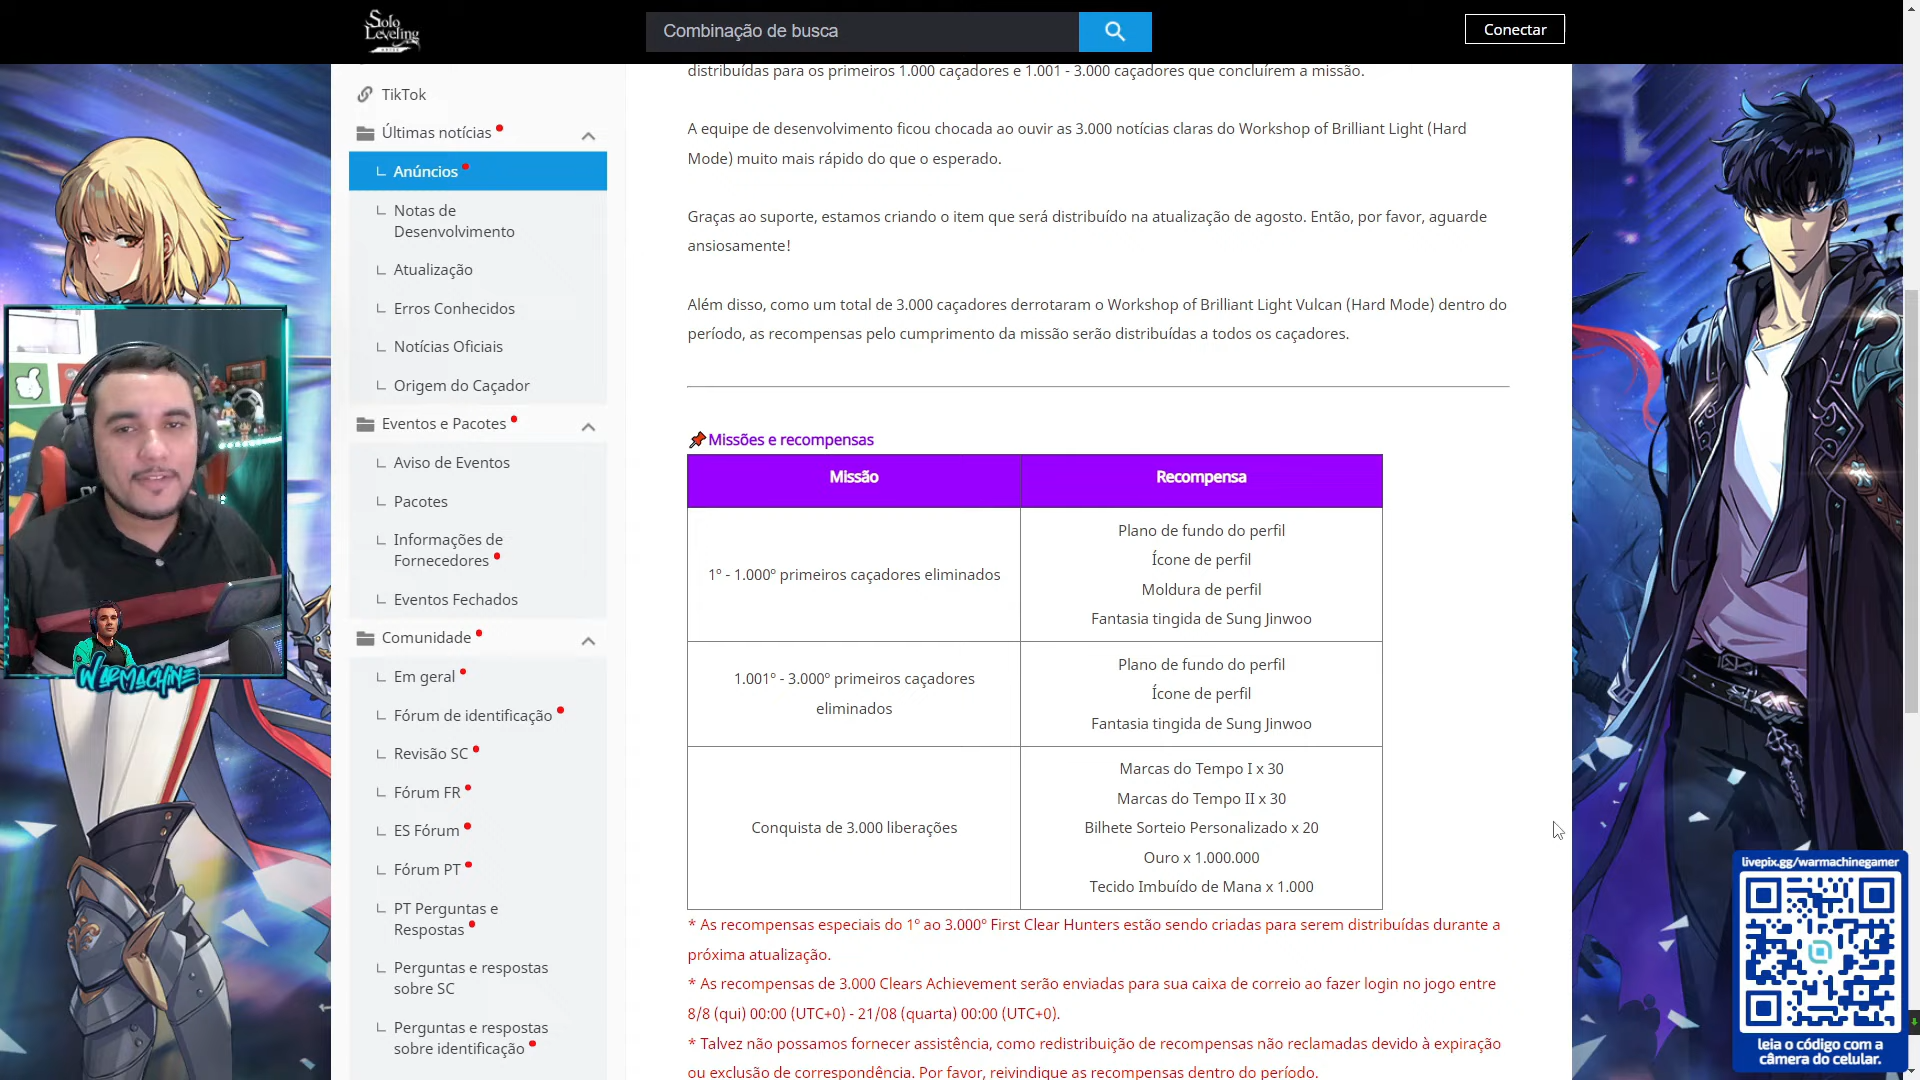 Solo
Leveling
ARISE
Combinação de busca
Conectar
distribuídas para os primeiros 1.000 caçadores e 1.001 - 3.000 caçadores que concluírem a missão.
TikTok
Últimas notícias
Anúncios
Notas de
Desenvolvimento
Atualização
Erros Conhecidos
Notícias Oficiais
Origem do Caçador
Eventos e Pacotes
Aviso de Eventos
Pacotes
Informações de
Fornecedores
Eventos Fechados
Comunidade
Em geral
Fórum de identificação
Revisão SC
Fórum FR
ES Fórum
Fórum PT
PT Perguntas e
Respostas
Perguntas e respostas
sobre SC
Perguntas e respostas
sobre identificação
A equipe de desenvolvimento ficou chocada ao ouvir as 3.000 notícias claras do Workshop of Brilliant Light (Hard
Mode) muito mais rápido do que o esperado.
Graças ao suporte, estamos criando o item que será distribuído na atualização de agosto. Então, por favor, aguarde
ansiosamente!
Além disso, como um total de 3.000 caçadores derrotaram o Workshop of Brilliant Light Vulcan (Hard Mode) dentro do
período, as recompensas pelo cumprimento da missão serão distribuídas a todos os caçadores.
Missões e recompensas
Missão
Recompensa
1º - 1.000º primeiros caçadores eliminados
Plano de fundo do perfil
Ícone de perfil
Moldura de perfil
Fantasia tingida de Sung Jinwoo
1.001º - 3.000º primeiros caçadores
eliminados
Plano de fundo do perfil
Ícone de perfil
Fantasia tingida de Sung Jinwoo
Conquista de 3.000 liberações
Marcas do Tempo I x 30
Marcas do Tempo II x 30
Bilhete Sorteio Personalizado x 20
Ouro x 1.000.000
Tecido Imbuído de Mana x 1.000
* As recompensas especiais do 1º ao 3.000º First Clear Hunters estão sendo criadas para serem distribuídas durante a
próxima atualização.
* As recompensas de 3.000 Clears Achievement serão enviadas para sua caixa de correio ao fazer login no jogo entre
8/8 (qui) 00:00 (UTC+0) - 21/08 (quarta) 00:00 (UTC+0).
* Talvez não possamos fornecer assistência, como redistribuição de recompensas não reclamadas devido à expiração
ou exclusão de correspondência. Por favor, reivindique as recompensas dentro do período.
WARMACHINE
livepix.gg/warmachinegamer
leia o código com a
câmera do celular.